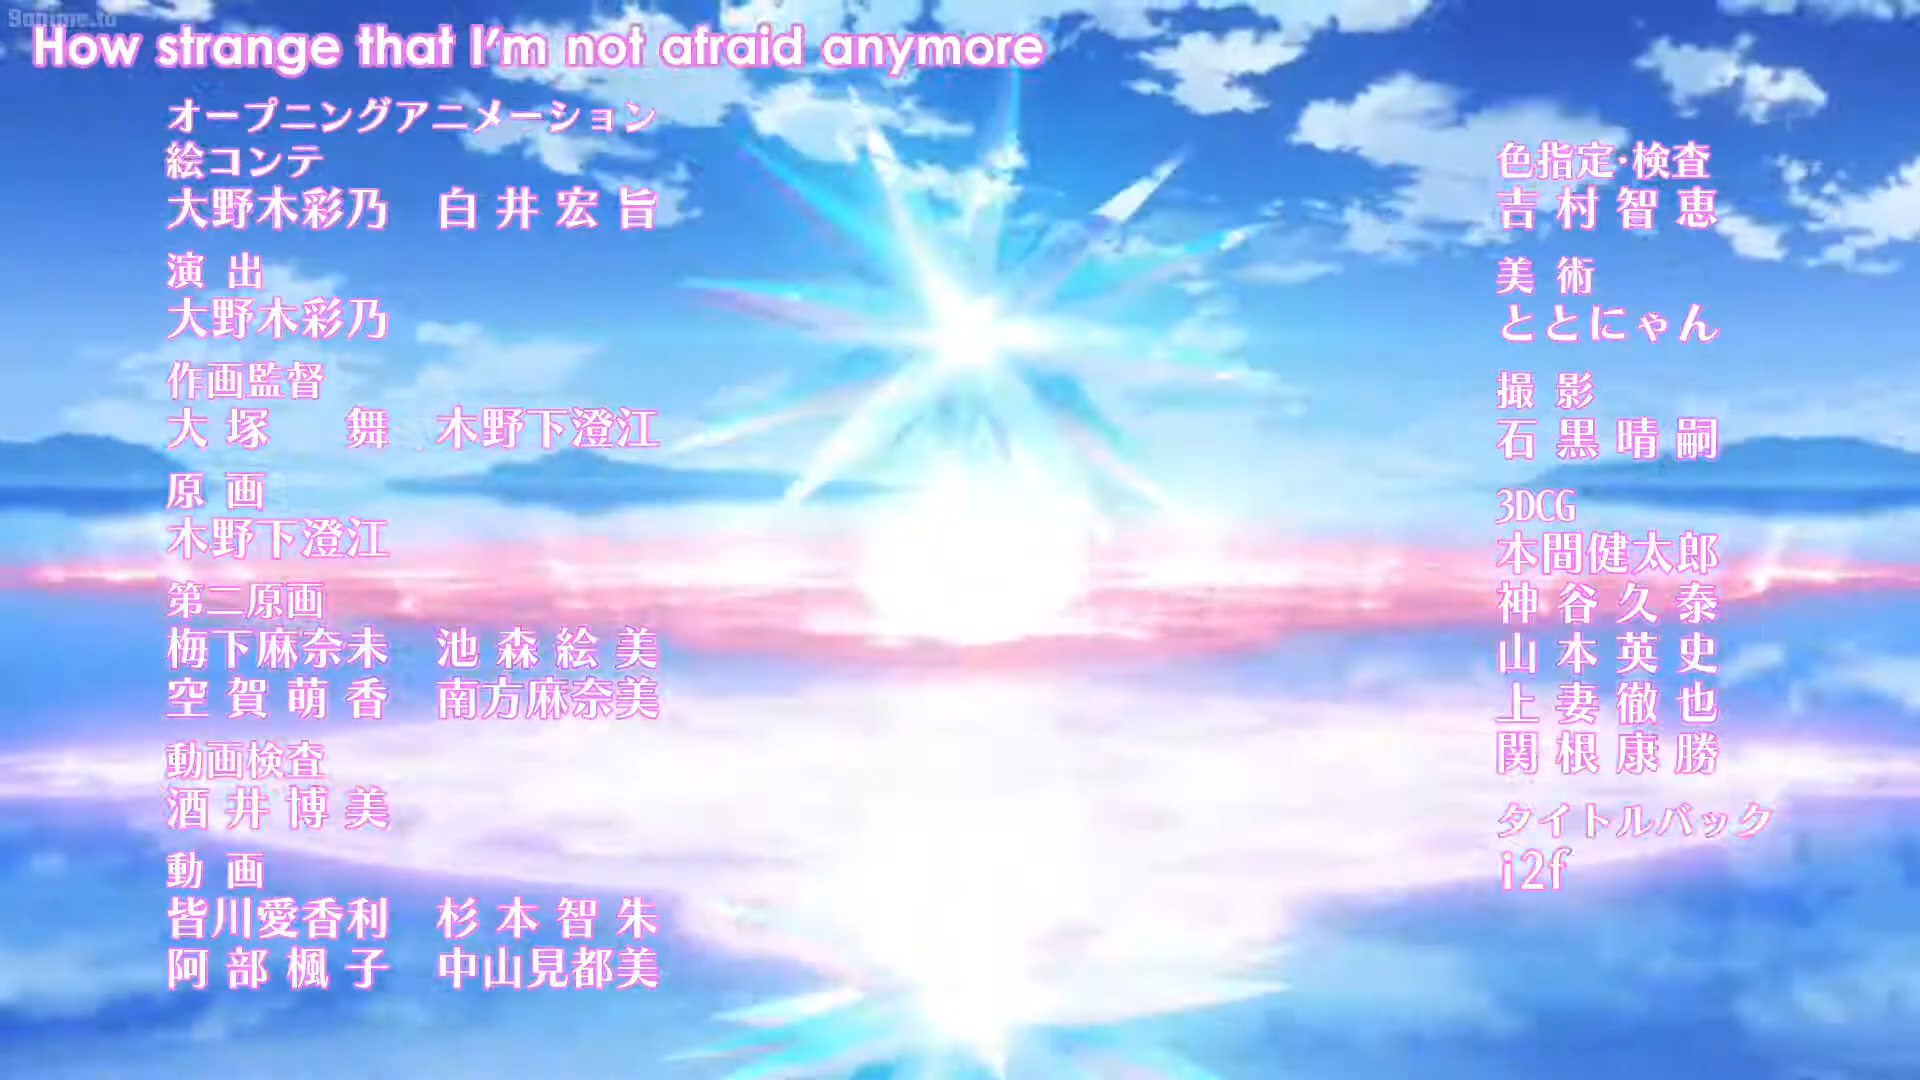 9anime.to
How strange that I'm not afraid anymore
オープニングアニメーション
絵コンテ
大野木彩乃 白井宏旨
演出
大野木彩乃
作画監督
大塚 舞 木野下澄江
原画
木野下澄江
第二原画
梅下麻奈未 池森絵美
空賀萌香 南方麻奈美
動画検査
酒井博美
動画
皆川愛香利 杉本智朱
阿部楓子 中山見都美
色指定・検査
吉村智恵
美術
ととにゃん
撮影
石黒晴嗣
3DCG
本間健太郎
神谷久泰
山本英史
上妻徹也
関根康勝
タイトルバック
i2f